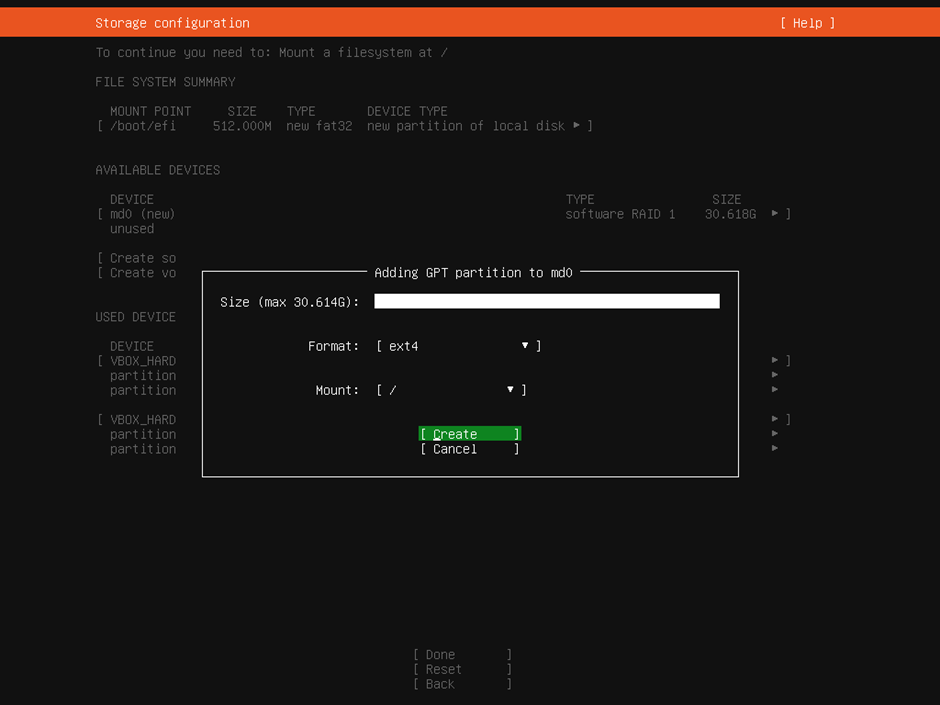 Storage configuration [ Help ]
To continue you need to: Mount a filesystem at /
FILE SYSTEM SUMMARY
MOUNT POINT SIZE TYPE DEVICE TYPE
[ /boot/efi 512.000M new fat32 new partition of local disk ▸ ]
AVAILABLE DEVICES
DEVICE TYPE SIZE
[ md0 (new) software RAID 1 30.618G ▸ ]
unused
[ Create so
[ Create vo
Adding GPT partition to md0
Size (max 30.614G):
Format: [ ext4 ▾ ]
Mount: [ / ▾ ]
[ Create ]
[ Cancel ]
USED DEVICE
DEVICE
[ VBOX_HARD ▸ ]
partition ▸
partition ▸
[ VBOX_HARD ▸ ]
partition ▸
partition ▸
[ Done ]
[ Reset ]
[ Back ]